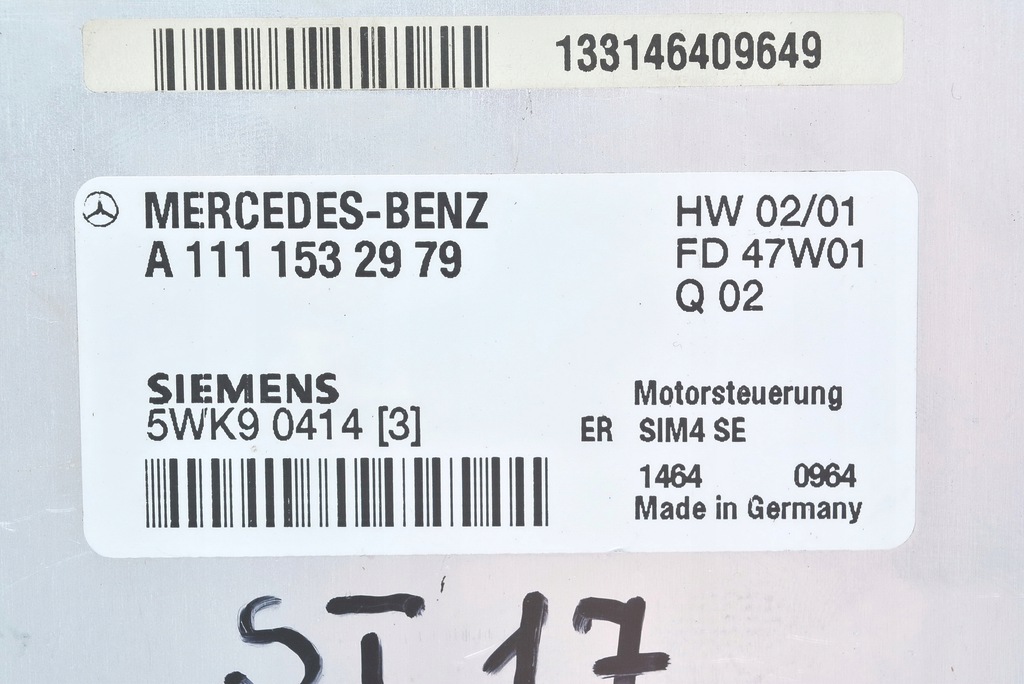 133146409649
MERCEDES-BENZ
A 111 153 29 79
HW 02/01
FD 47W01
Q 02
SIEMENS
5WK9 0414 [3]
Motorsteuerung
ER SIM4 SE
1464 0964
Made in Germany
ST 17